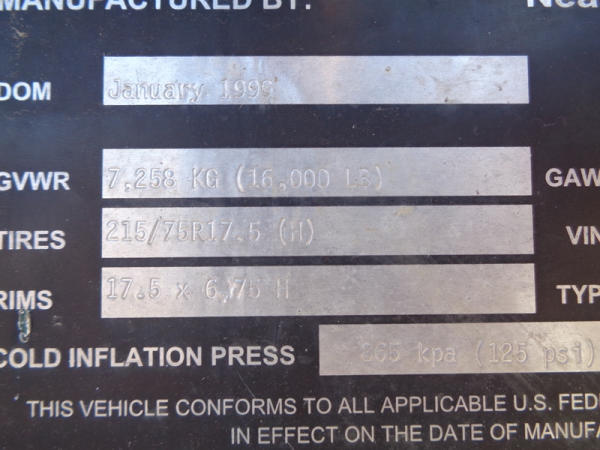 MANUFACTURED BY: Nea
DOM January 1999
GVWR 7,258 KG (16,000 LB) GAW
TIRES 215/75R17.5 (H) VIN
RIMS 17.5 x 6.75 H TYP
COLD INFLATION PRESS 865 kpa (125 psi)
THIS VEHICLE CONFORMS TO ALL APPLICABLE U.S. FEDE
IN EFFECT ON THE DATE OF MANUFA